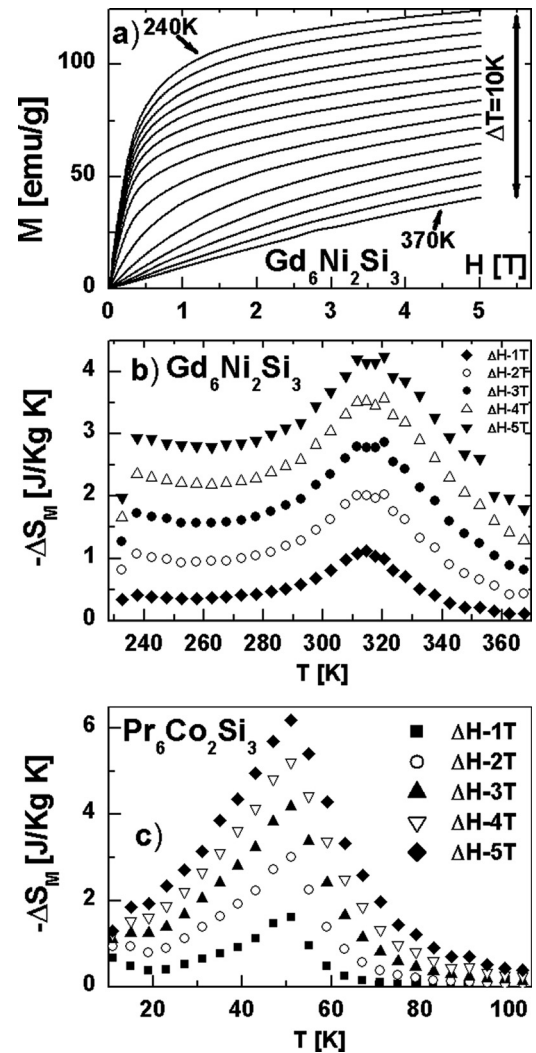 a)
240K
100
50
0
M [emu/g]
ΔT=10K
370K
Gd6Ni2Si3
H [T]
0 1 2 3 4 5
b) Gd6Ni2Si3
ΔH-1T
ΔH-2T
ΔH-3T
ΔH-4T
ΔH-5T
4
3
2
1
0
-ΔSM [J/Kg K]
240 260 280 300 320 340 360
T [K]
Pr6Co2Si3
ΔH-1T
ΔH-2T
ΔH-3T
ΔH-4T
ΔH-5T
c)
6
4
2
0
-ΔSM [J/Kg K]
20 40 60 80 100
T [K]